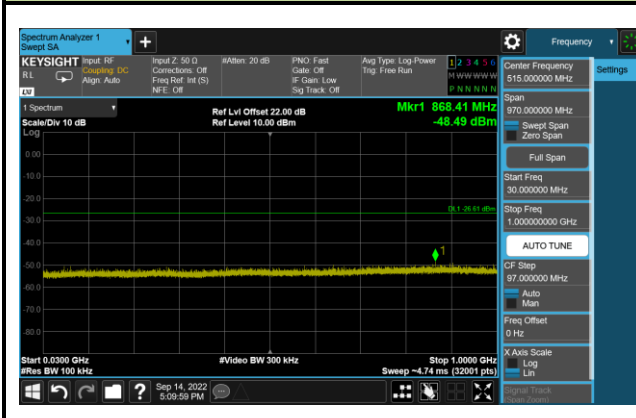 Spectrum Analyzer 1
Swept SA
Frequency
Settings
KEYSIGHT
RL
Input: RF
Coupling: DC
Align: Auto
Input Z: 50 Ω
Corrections: Off
Freq Ref: Int (S)
NFE: Off
#Atten: 20 dB
PNO: Fast
Gate: Off
IF Gain: Low
Sig Track: Off
Avg Type: Log-Power
Trig: Free Run
1 2 3 4 5 6
M W W W W W
P N N N N N
1 Spectrum
Scale/Div 10 dB
Log
Ref Lvl Offset 22.00 dB
Ref Level 10.00 dBm
Mkr1 868.41 MHz
-48.49 dBm
0.00
-10.0
-20.0
-30.0
-40.0
-50.0
-60.0
-70.0
-80.0
DL1 -26.61 dBm
1
Start 0.0300 GHz
#Res BW 100 kHz
#Video BW 300 kHz
Stop 1.0000 GHz
Sweep ~4.74 ms (32001 pts)
Center Frequency
515.000000 MHz
Span
970.000000 MHz
Swept Span
Zero Span
Full Span
Start Freq
30.000000 MHz
Stop Freq
1.000000000 GHz
AUTO TUNE
CF Step
97.000000 MHz
Auto
Man
Freq Offset
0 Hz
X Axis Scale
Log
Lin
Signal Track
(Span Zoom)
?
Sep 14, 2022
5:09:59 PM